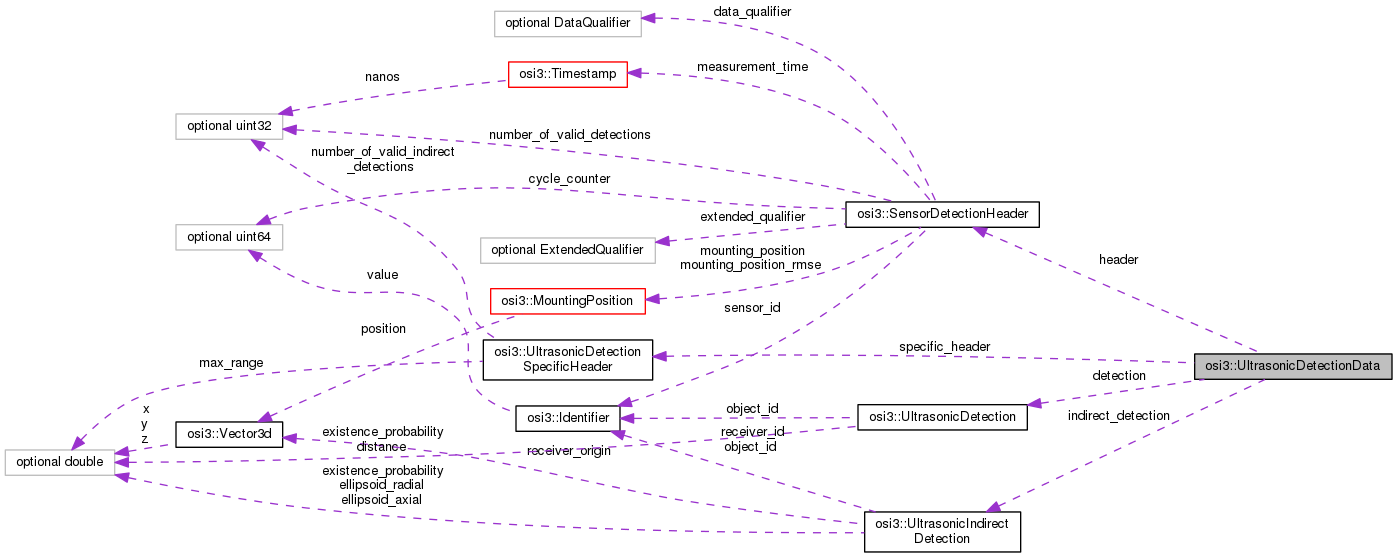 data_qualifier
optional DataQualifier
measurement_time
osi3::Timestamp
nanos
optional uint32
number_of_valid_detections
number_of_valid_indirect
_detections
cycle_counter
osi3::SensorDetectionHeader
extended_qualifier
optional uint64
optional ExtendedQualifier
mounting_position
mounting_position_rmse
header
value
osi3::MountingPosition
sensor_id
position
osi3::UltrasonicDetection
SpecificHeader
specific_header
max_range
osi3::UltrasonicDetectionData
detection
x
y
z
object_id
osi3::Identifier
osi3::UltrasonicDetection
indirect_detection
osi3::Vector3d
existence_probability
distance
receiver_id
object_id
receiver_origin
optional double
existence_probability
ellipsoid_radial
ellipsoid_axial
osi3::UltrasonicIndirect
Detection